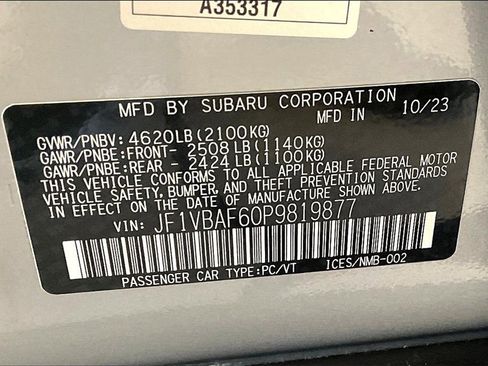 A353317
MFD BY SUBARU CORPORATION
MFD IN 10/23
GVWR/PNBV: 4620LB(2100KG)
GAWR/PNBE: FRONT- 2508 LB(1140KG)
GAWR/PNBE: REAR - 2424 LB(1100KG)
THIS VEHICLE CONFORMS TO ALL APPLICABLE FEDERAL MOTOR
VEHICLE SAFETY, BUMPER, AND THEFT PREVENTION STANDARDS
IN EFFECT ON THE DATE OF MANUFACTURE SHOWN ABOVE.
VIN: JF1VBAF60P9819877
PASSENGER CAR TYPE:PC/VT ICES/NMB-002